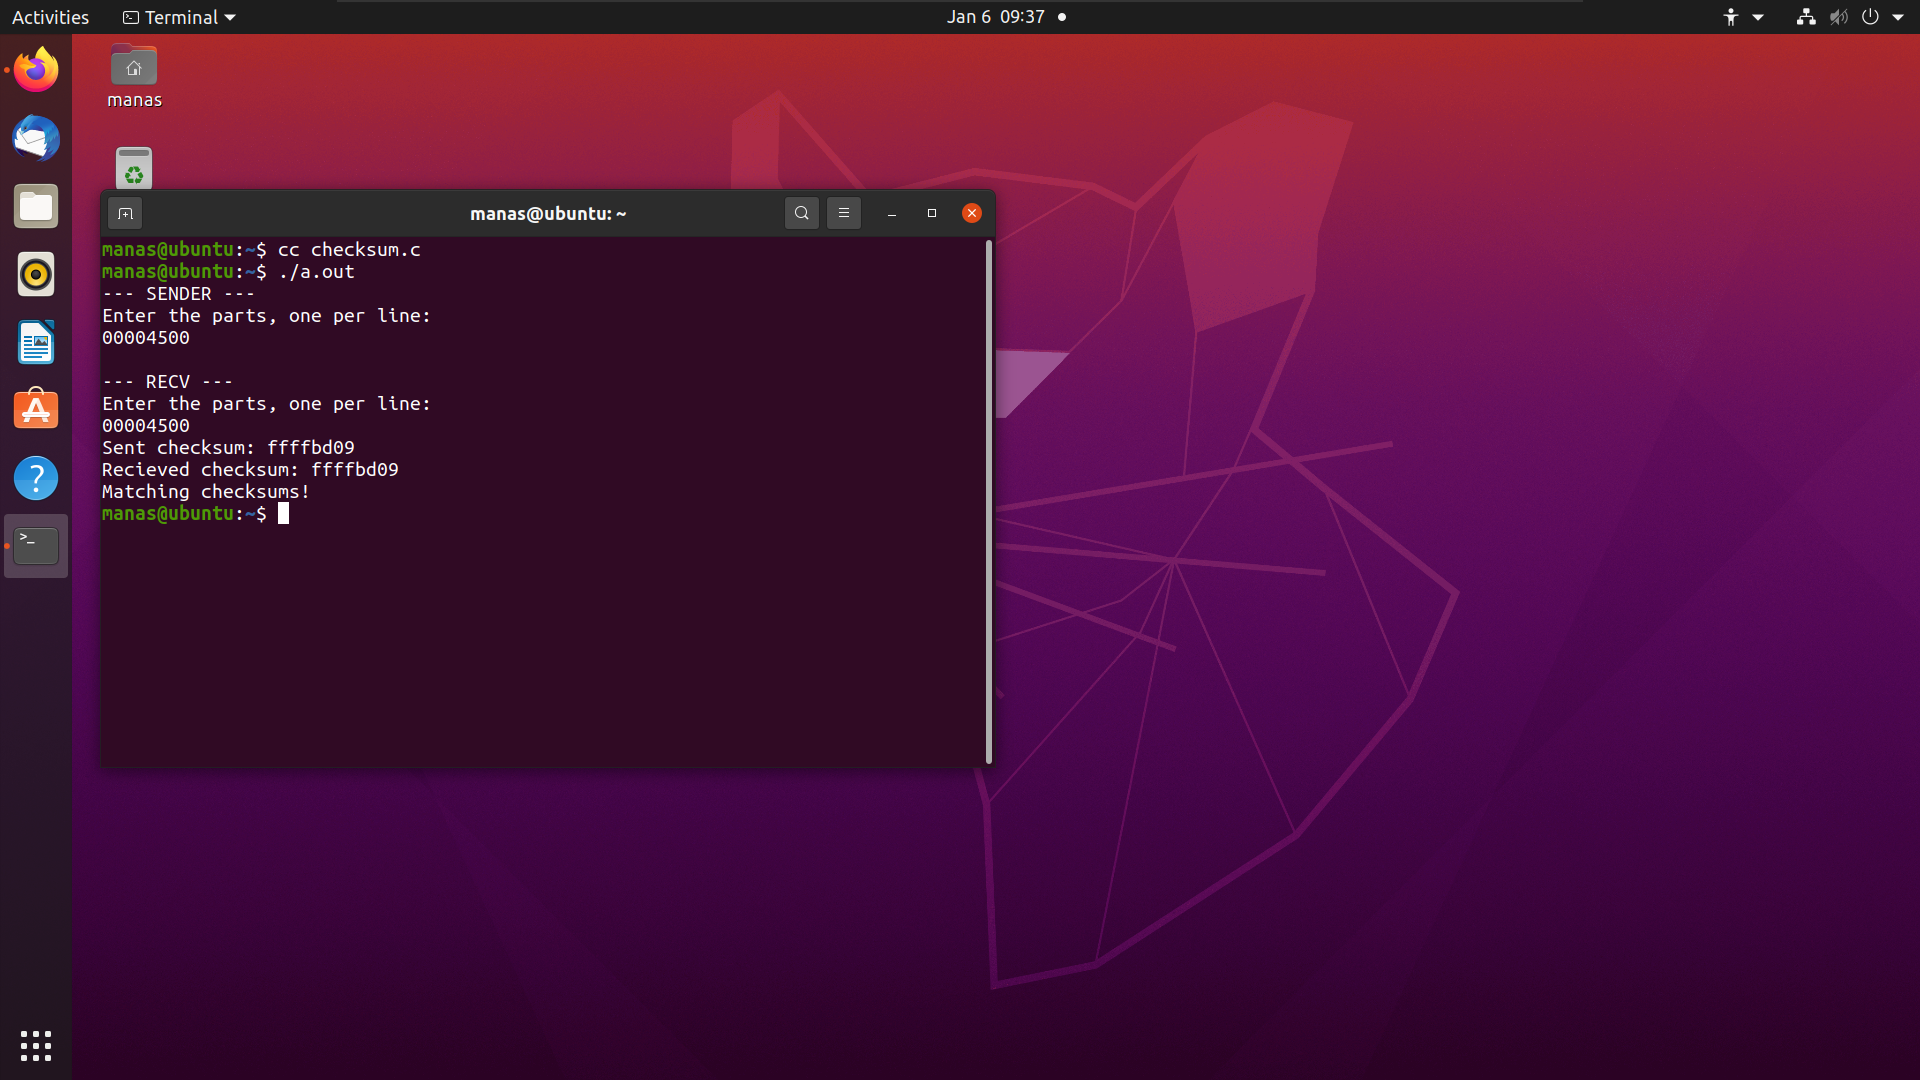 Activities Terminal Jan 6 09:37
manas
manas@ubuntu: ~
manas@ubuntu:~$ cc checksum.c
manas@ubuntu:~$ ./a.out
--- SENDER ---
Enter the parts, one per line:
00004500
--- RECV ---
Enter the parts, one per line:
00004500
Sent checksum: ffffbd09
Recieved checksum: ffffbd09
Matching checksums!
manas@ubuntu:~$